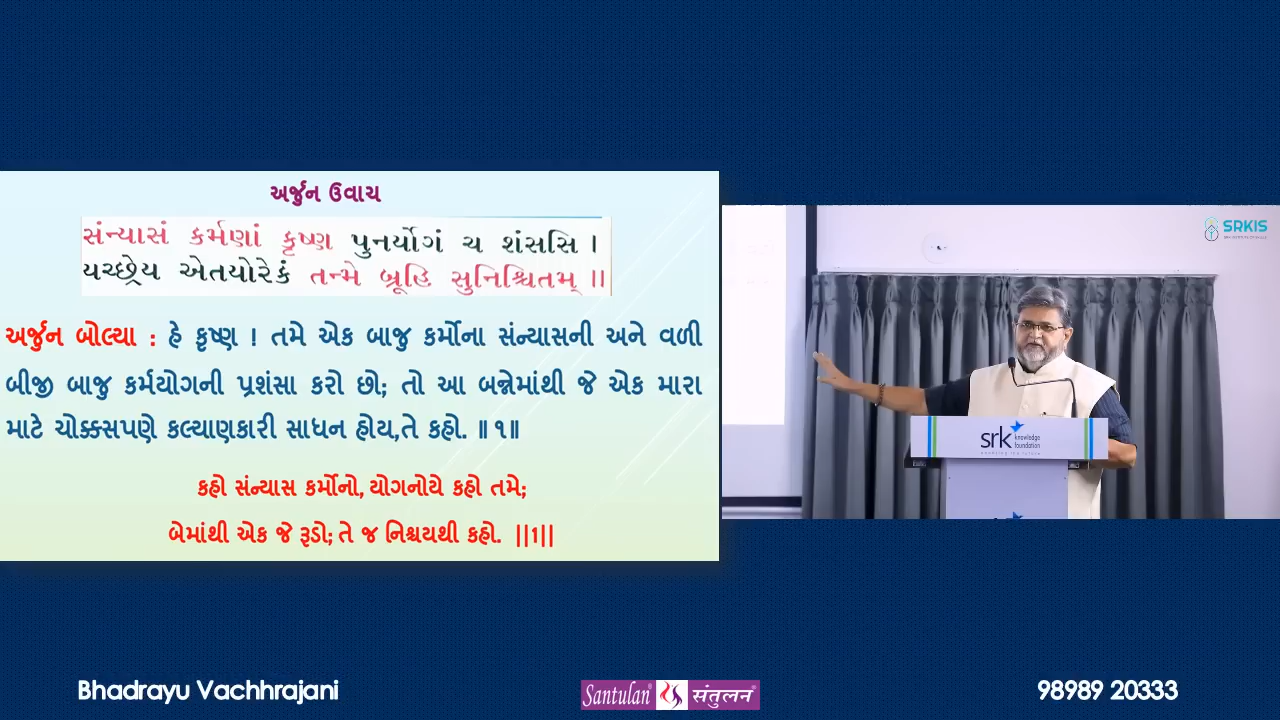 અર્જુન ઉવાચ
સંન્યાસં કર્મણાં કૃષ્ણ પુનર્યોગં ચ શંસસિ ।
યચ્છ્રેય એતયોરેકં તન્મે બ્રૂહિ સુનિશ્ચિતમ્ ॥
અર્જુન બોલ્યા : હે કૃષ્ણ ! તમે એક બાજુ કર્મોના સંન્યાસની અને વળી
બીજી બાજુ કર્મયોગની પ્રશંસા કરો છો; તો આ બન્નેમાંથી જે એક મારા
માટે ચોક્કસપણે કલ્યાણકારી સાધન હોય,તે કહો. ॥ ૧॥
કહો સંન્યાસ કર્મોનો, યોગનોયે કહો તમે;
બેમાંથી એક જે રૂડો; તે જ નિશ્ચયથી કહો. ||1||
SRKIS
srk knowledge
foundation
Bhadrayu Vachhrajani
Santulan संतुलन
98989 20333